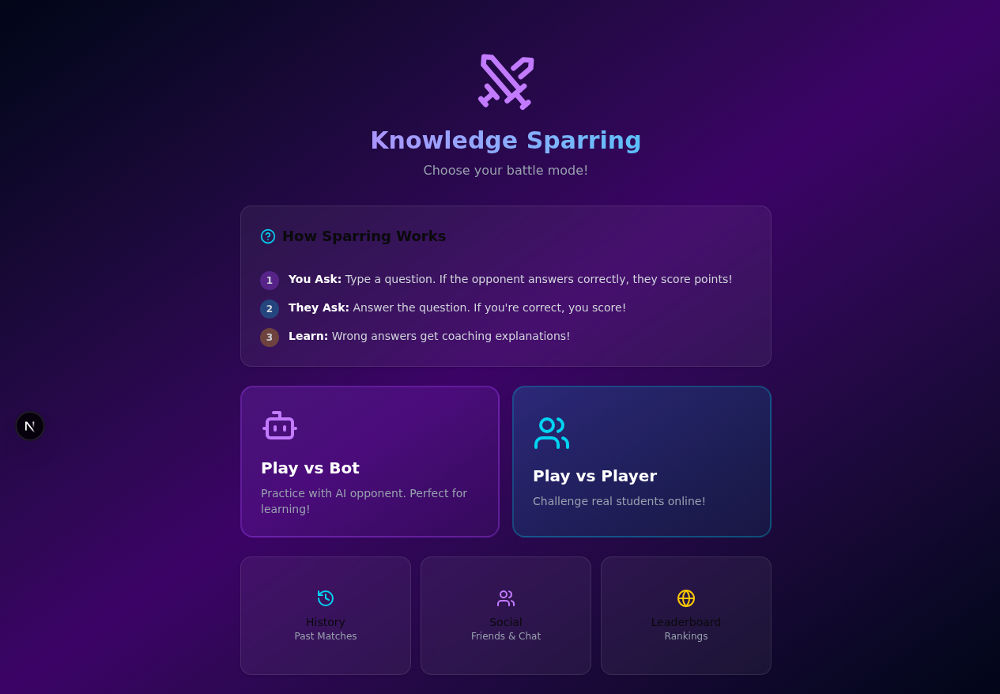 Knowledge Sparring
Choose your battle mode!
How Sparring Works
1 You Ask: Type a question. If the opponent answers correctly, they score points!
2 They Ask: Answer the question. If you're correct, you score!
3 Learn: Wrong answers get coaching explanations!
Play vs Bot
Practice with AI opponent. Perfect for
learning!
Play vs Player
Challenge real students online!
History
Past Matches
Social
Friends & Chat
Leaderboard
Rankings
N